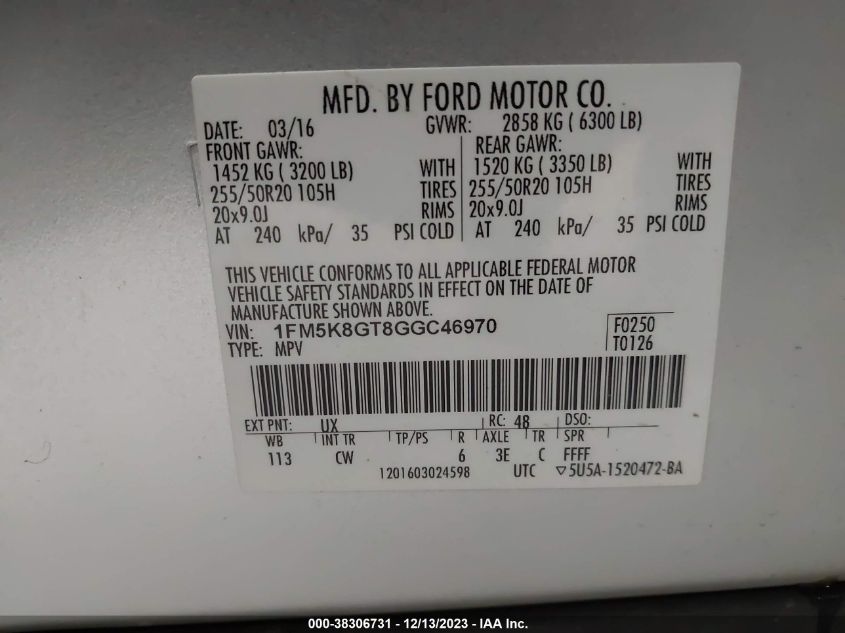 MFD. BY FORD MOTOR CO.
DATE: 03/16 GVWR: 2858 KG ( 6300 LB)
FRONT GAWR: REAR GAWR:
1452 KG ( 3200 LB) WITH 1520 KG ( 3350 LB) WITH
255/50R20 105H TIRES 255/50R20 105H TIRES
20x9.0J RIMS 20x9.0J RIMS
AT 240 kPa/ 35 PSI COLD AT 240 kPa/ 35 PSI COLD
THIS VEHICLE CONFORMS TO ALL APPLICABLE FEDERAL MOTOR
VEHICLE SAFETY STANDARDS IN EFFECT ON THE DATE OF
MANUFACTURE SHOWN ABOVE.
VIN: 1FM5K8GT8GGC46970 F0250
TYPE: MPV T0126
EXT PNT: UX RC: 48 DSO:
WB INT TR TP/PS R AXLE TR SPR
113 CW 6 3E C FFFF
1201603024598 UTC ▽5U5A-1520472-BA
000-38306731 - 12/13/2023 - IAA Inc.